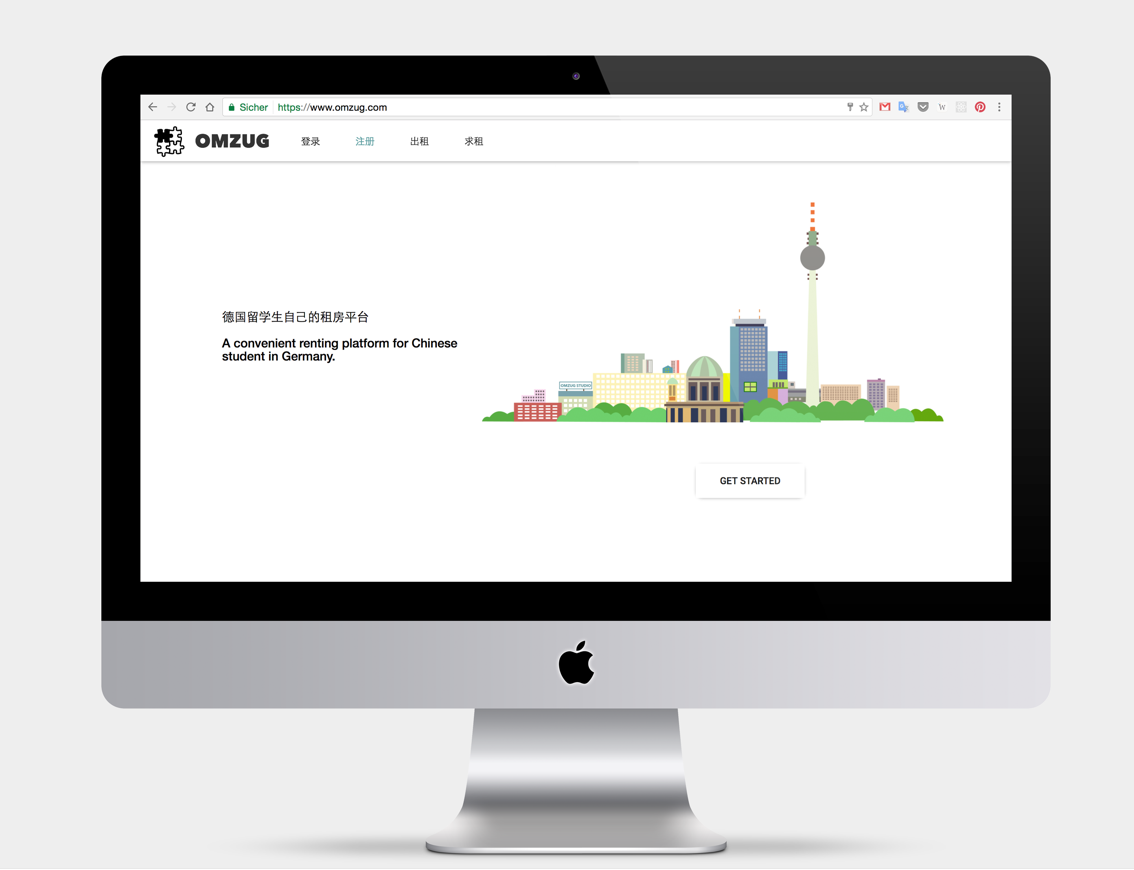 Sicher https://www.omzug.com
W
OMZUG 登录 注册 出租 求租
德国留学生自己的租房平台
A convenient renting platform for Chinese
student in Germany.
OMZUG STUDIO
GET STARTED